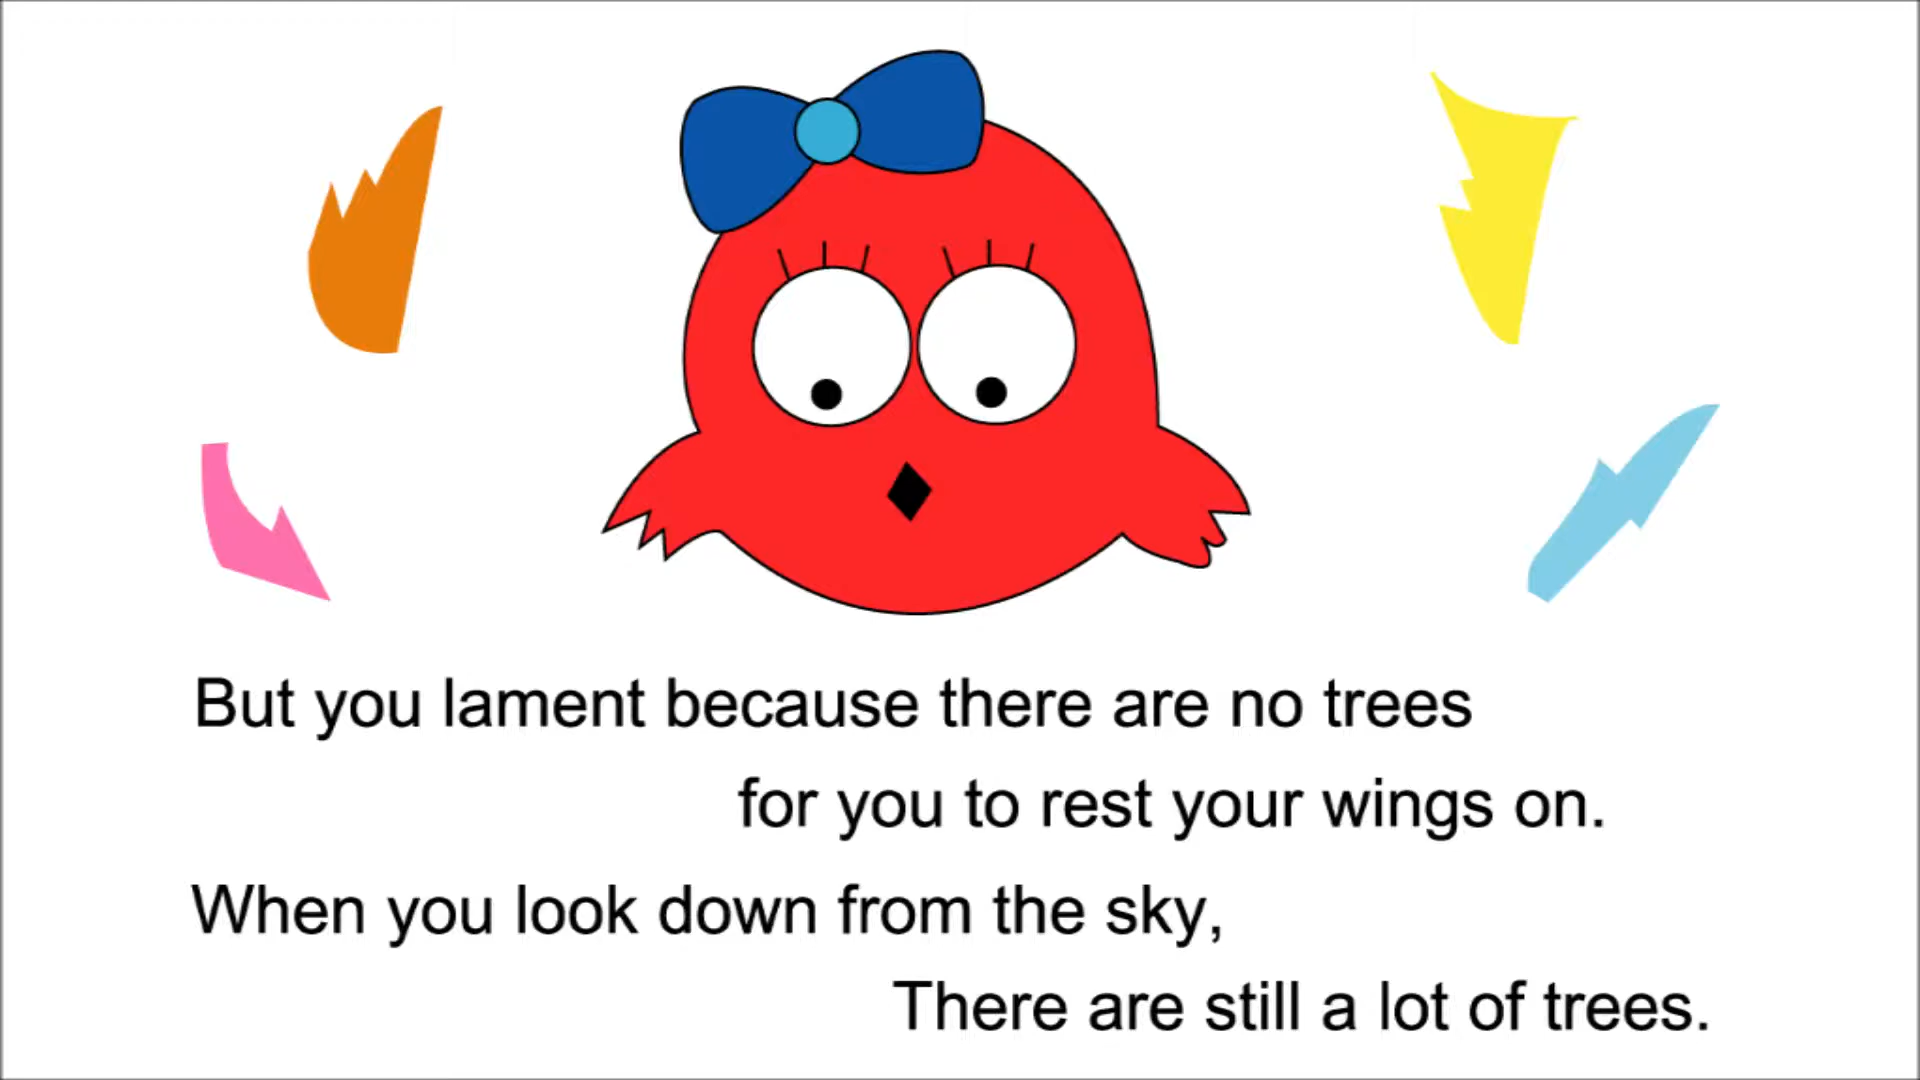 But you lament because there are no trees
for you to rest your wings on.
When you look down from the sky,
There are still a lot of trees.